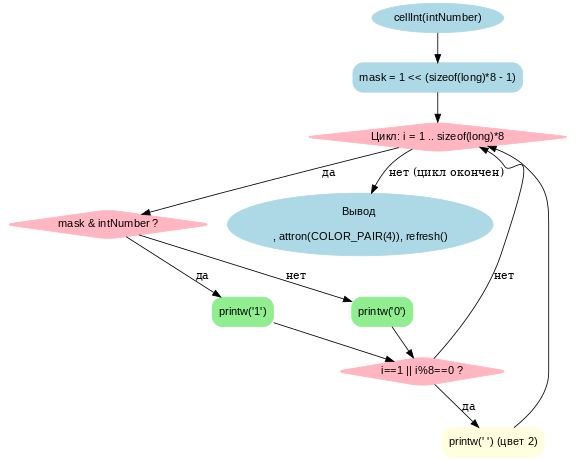 cellInt(intNumber)
mask = 1 << (sizeof(long)*8 - 1)
Цикл: i = 1 .. sizeof(long)*8
да
нет (цикл окончен)
mask & intNumber ?
Вывод
, attron(COLOR_PAIR(4)), refresh()
да
нет
нет
printw('1')
printw('0')
i==1 || i%8==0 ?
да
printw(' ') (цвет 2)